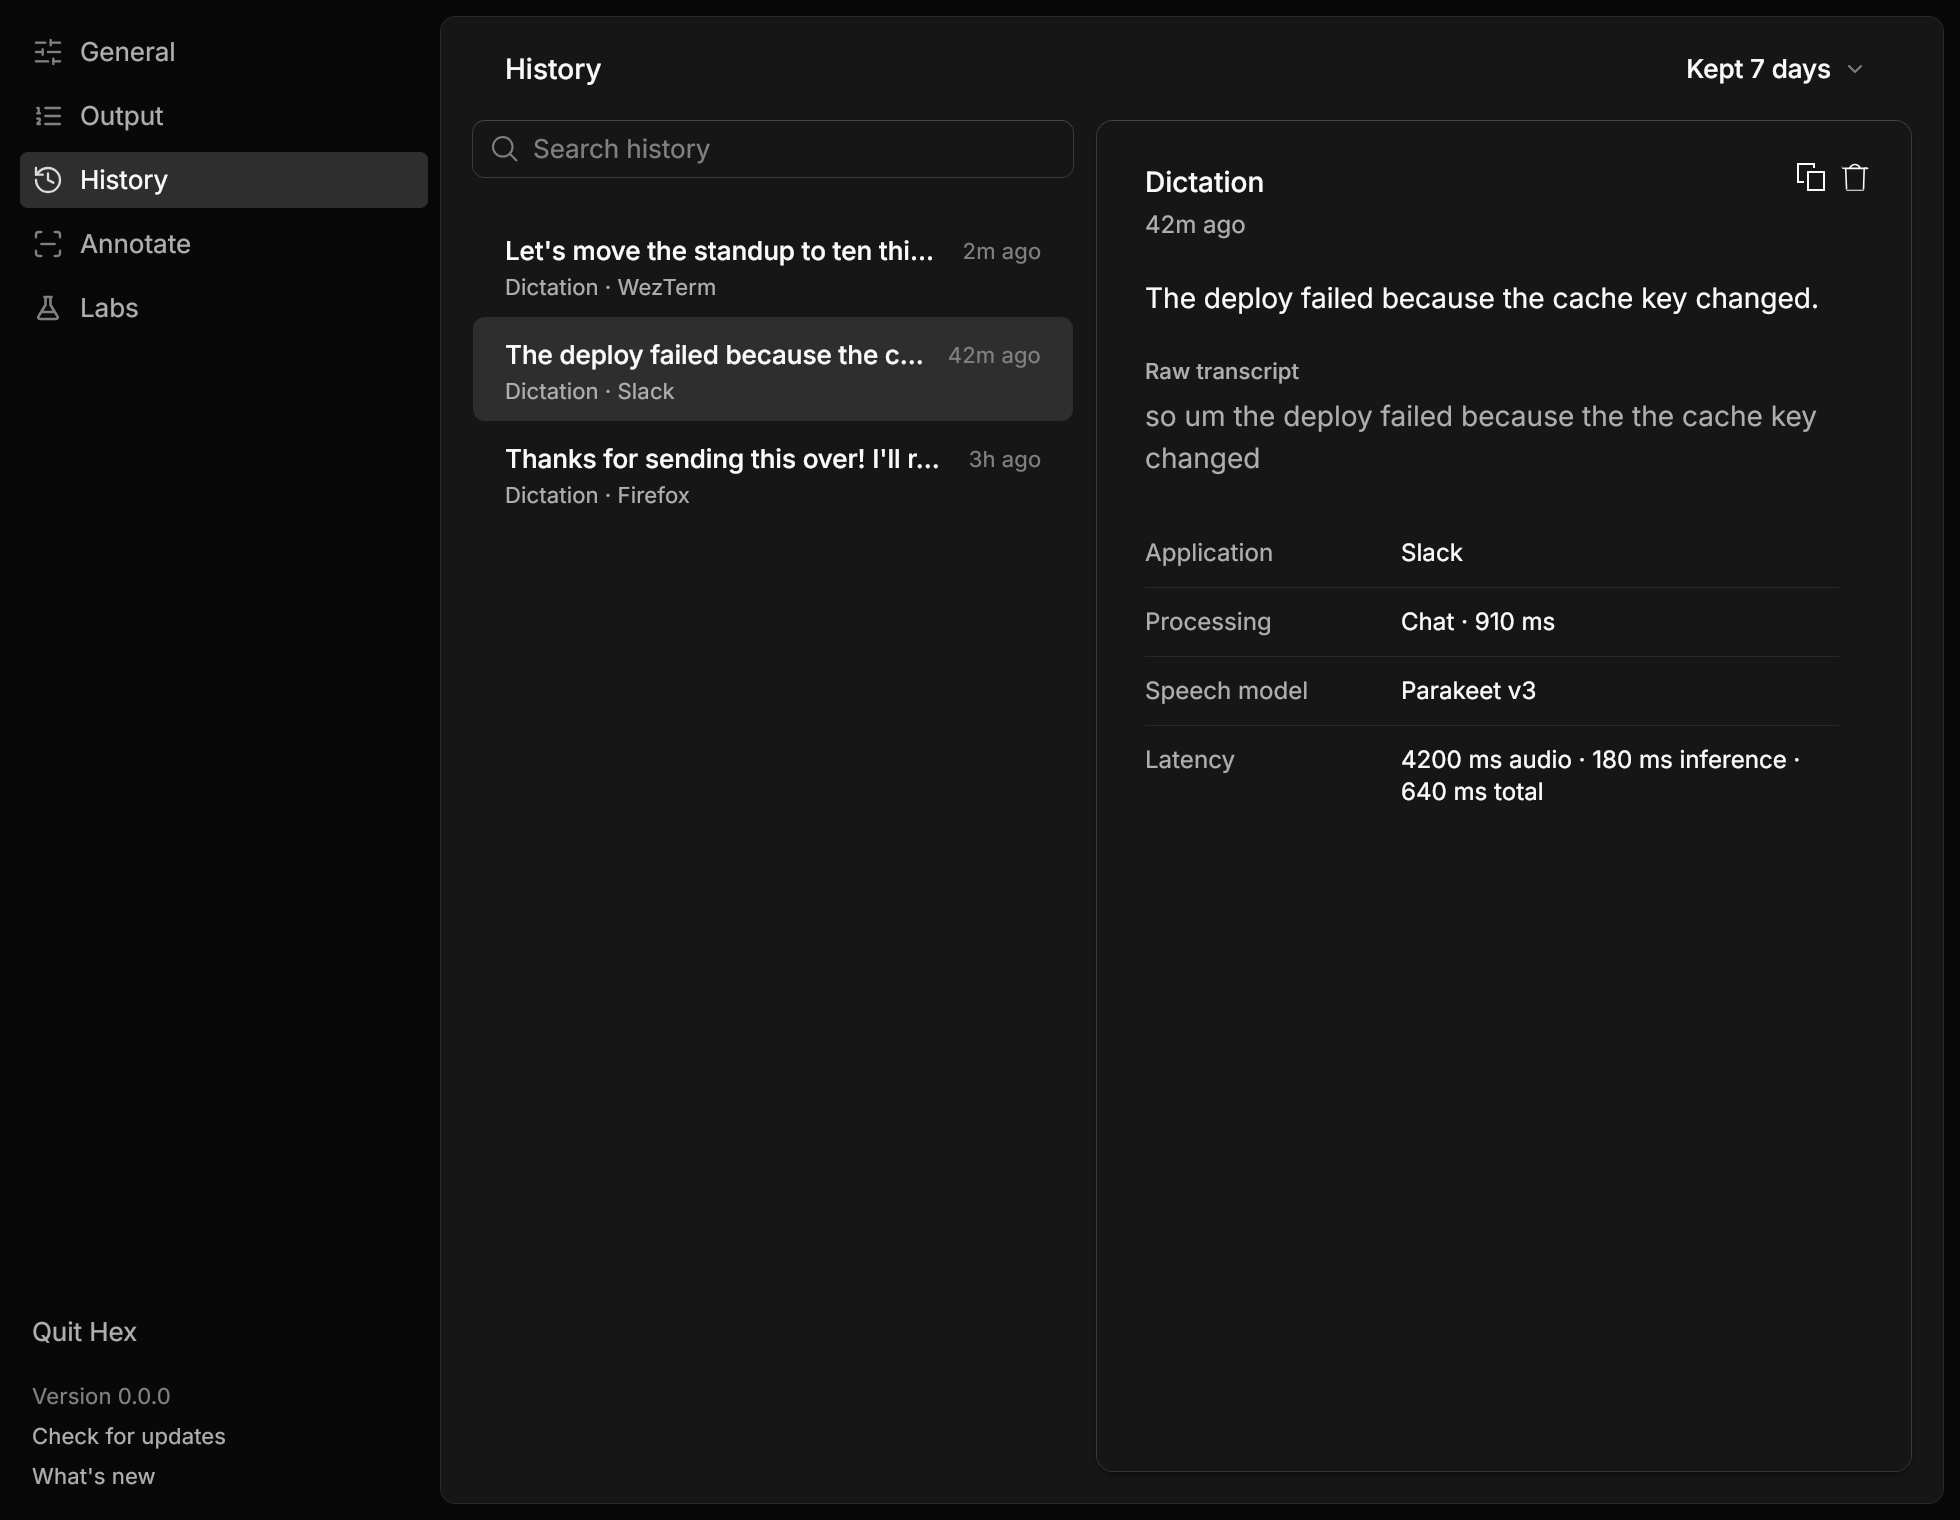 General
Output
History
Annotate
Labs
Quit Hex
Version 0.0.0
Check for updates
What's new
History
Kept 7 days
Search history
Let's move the standup to ten thi... 2m ago
Dictation · WezTerm
The deploy failed because the c... 42m ago
Dictation · Slack
Thanks for sending this over! I'll r... 3h ago
Dictation · Firefox
Dictation
42m ago
The deploy failed because the cache key changed.
Raw transcript
so um the deploy failed because the the cache key
changed
Application Slack
Processing Chat · 910 ms
Speech model Parakeet v3
Latency 4200 ms audio · 180 ms inference ·
640 ms total